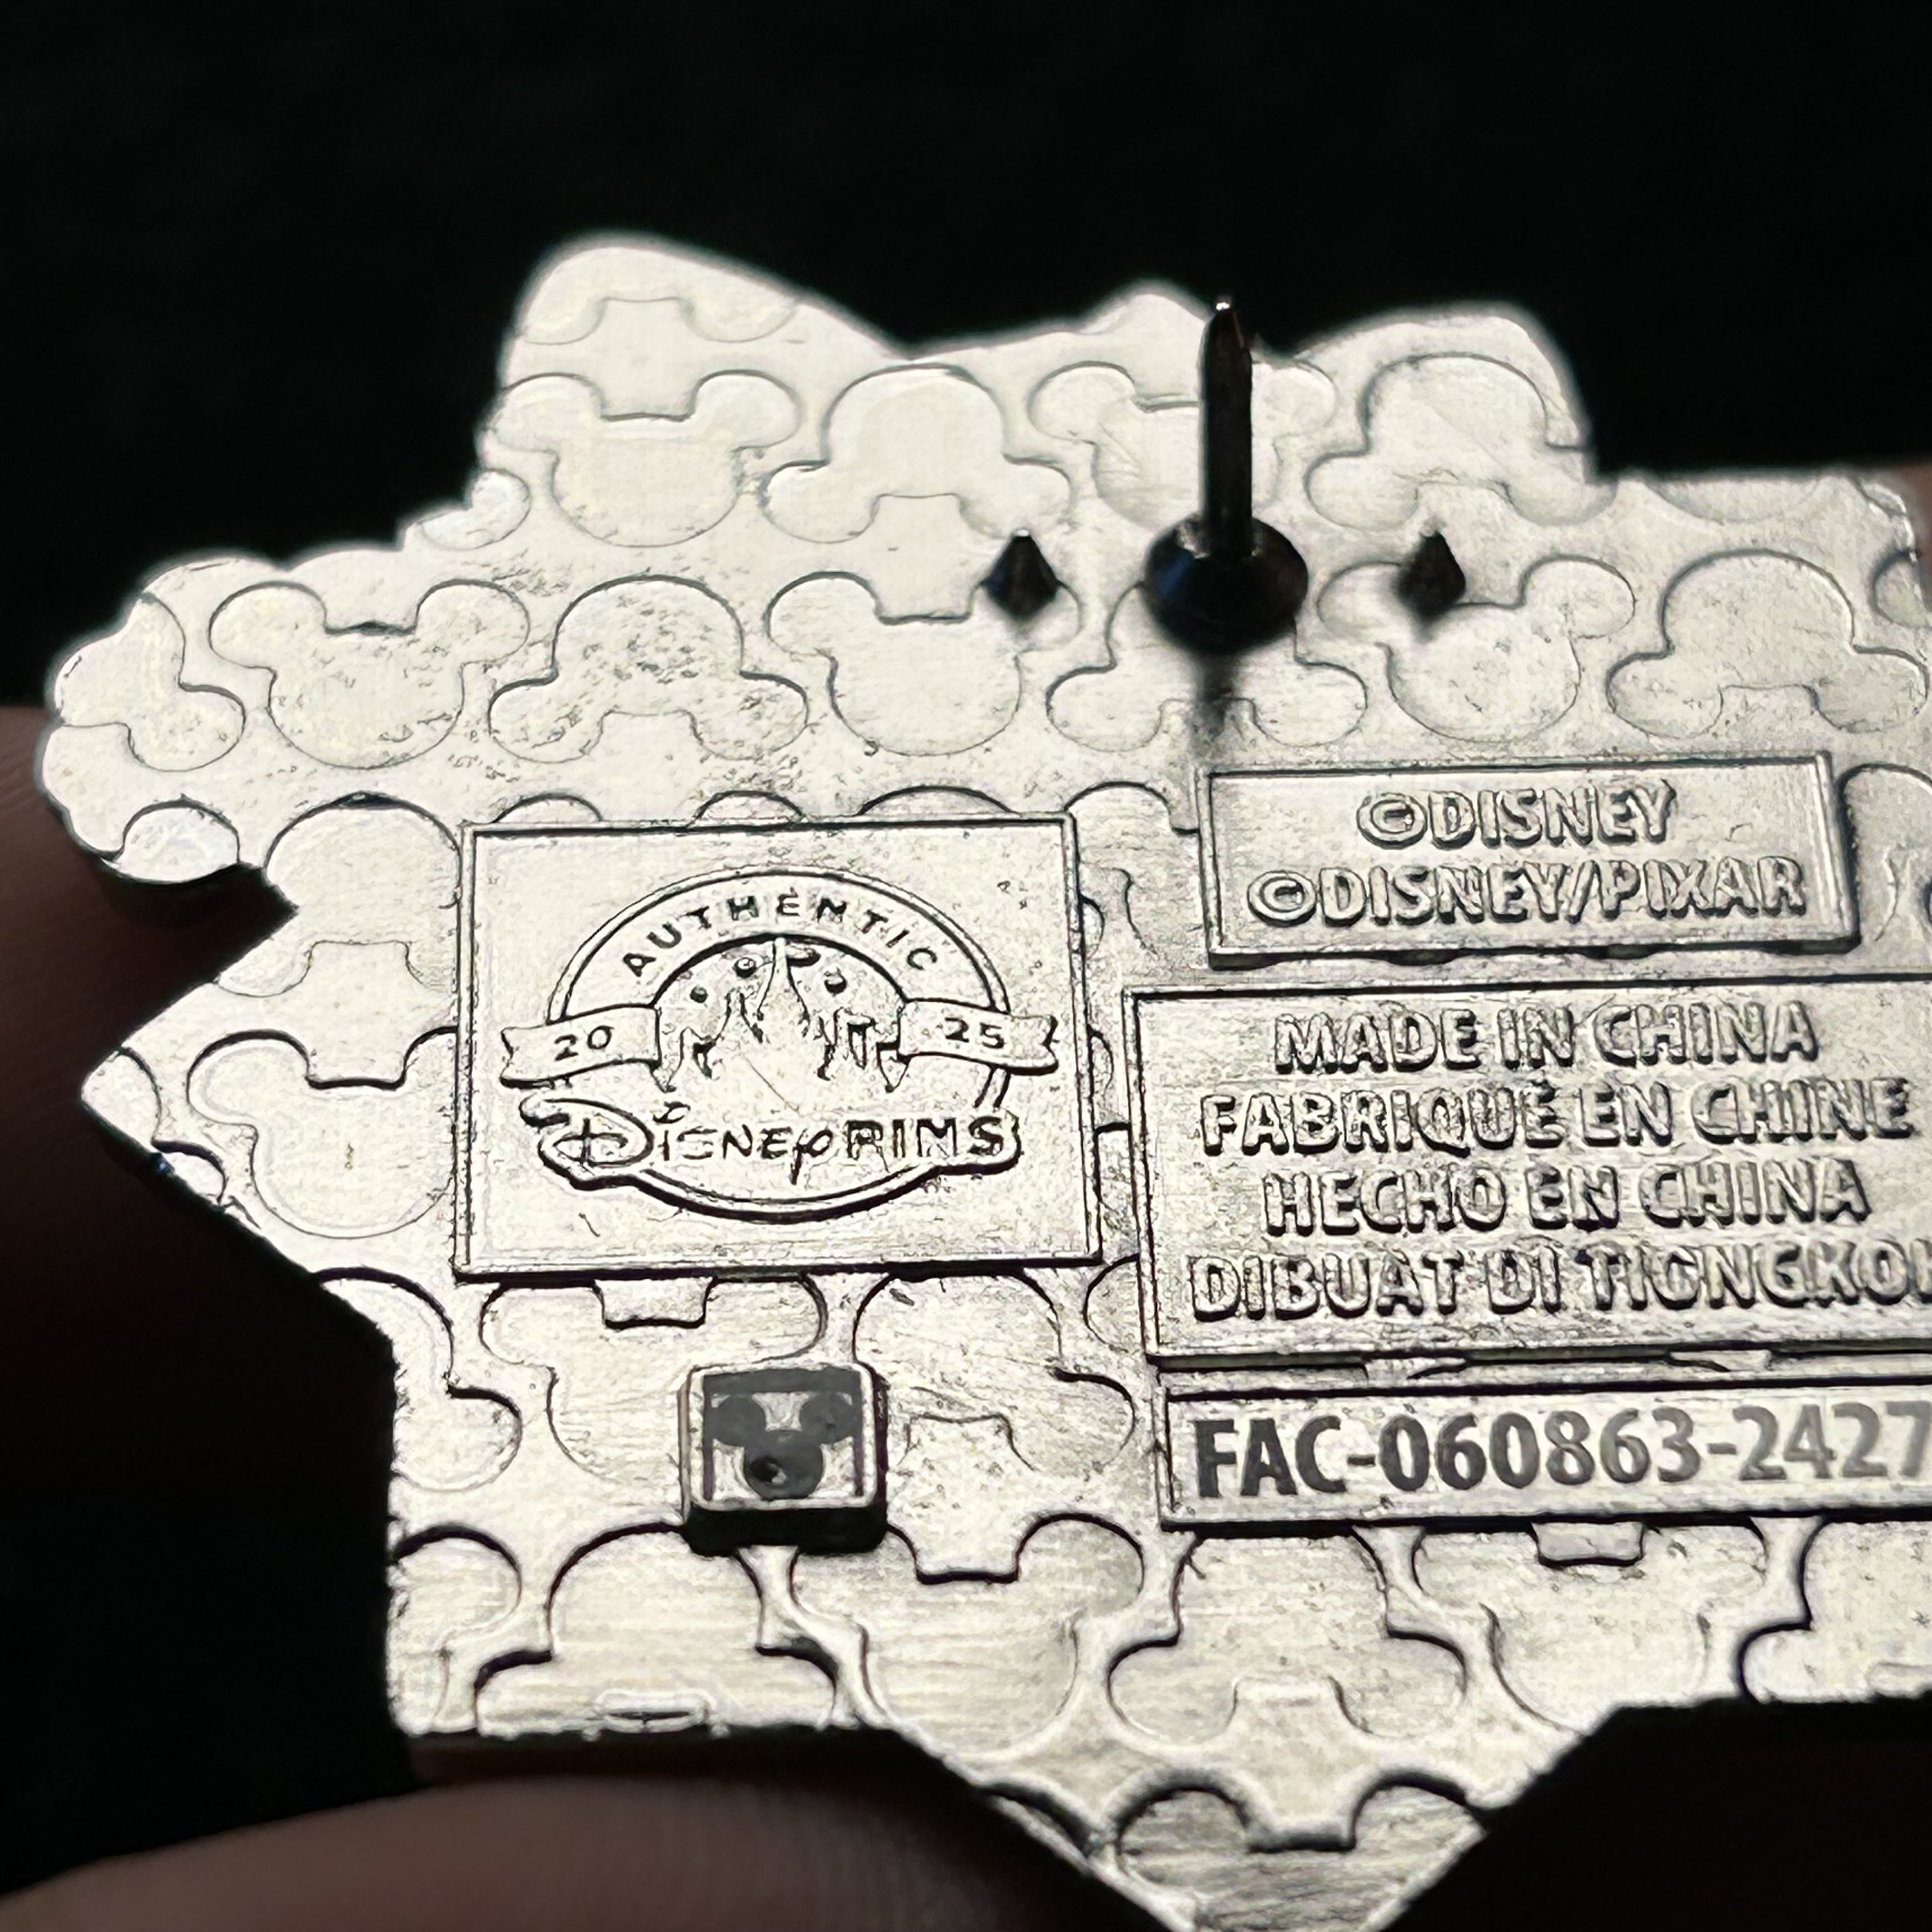 ©DISNEY
©DISNEY/PIXAR
AUTHENTIC
20 25
Disney PINS
MADE IN CHINA
FABRIQUÉ EN CHINE
HECHO EN CHINA
DIBUAT DI TIONGKO
FAC-060863-2427